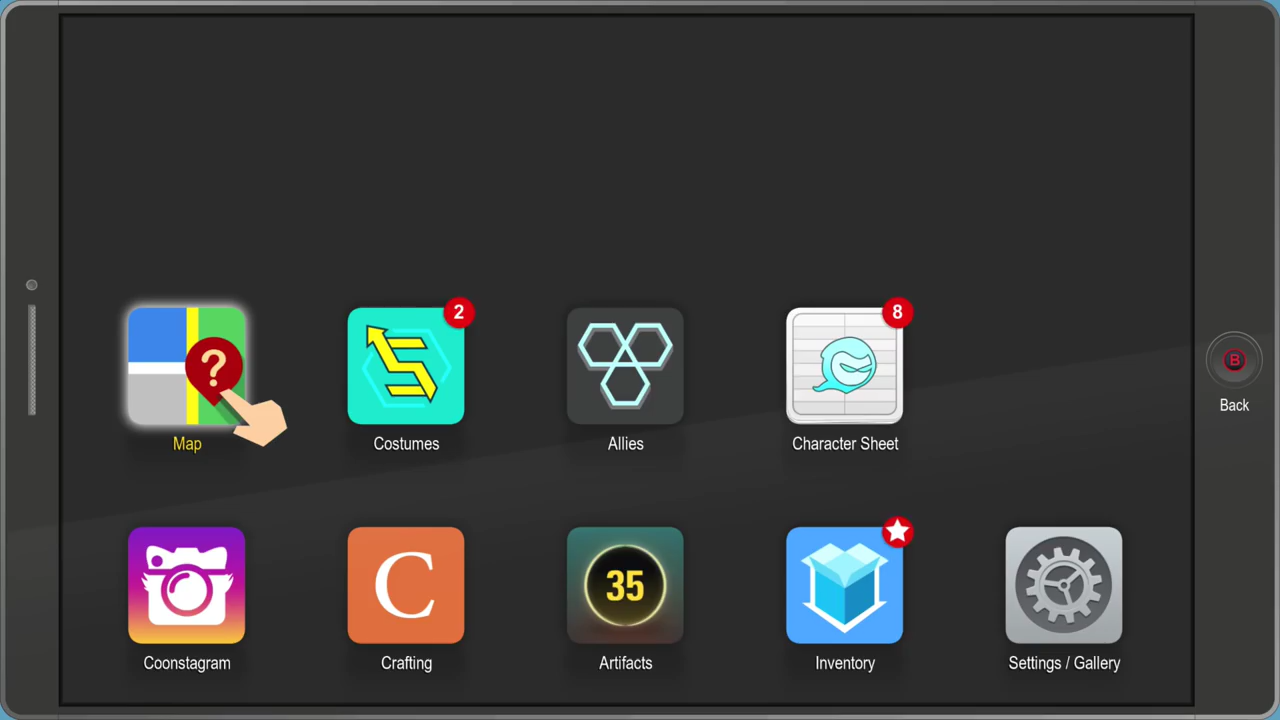 2
8
?
B
Back
Map
Costumes
Allies
Character Sheet
C
35
Coonstagram
Crafting
Artifacts
Inventory
Settings / Gallery